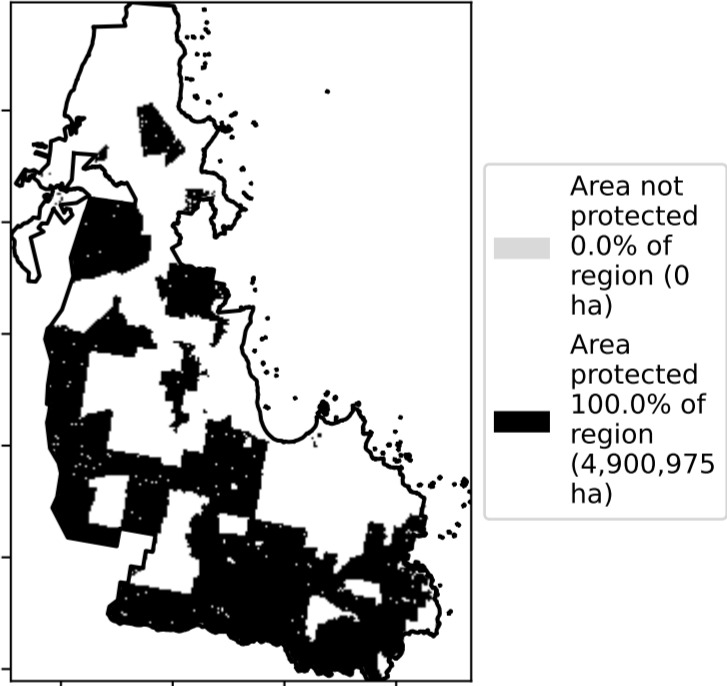 Area not
protected
0.0% of
region (0
ha)
Area
protected
100.0% of
region
(4,900,975
ha)